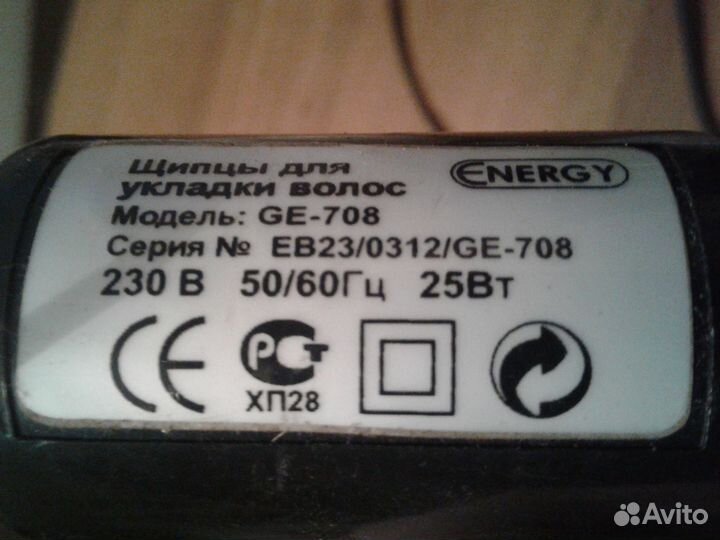 Щипцы для
укладки волос
ENERGY
Модель: GE-708
Серия № EB23/0312/GE-708
230 В 50/60Гц 25Вт
CE
РСТ
ХП28
Avito